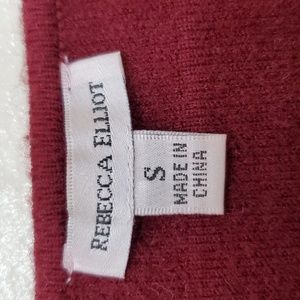 REBECCA ELLIOT
S
MADE IN
CHINA